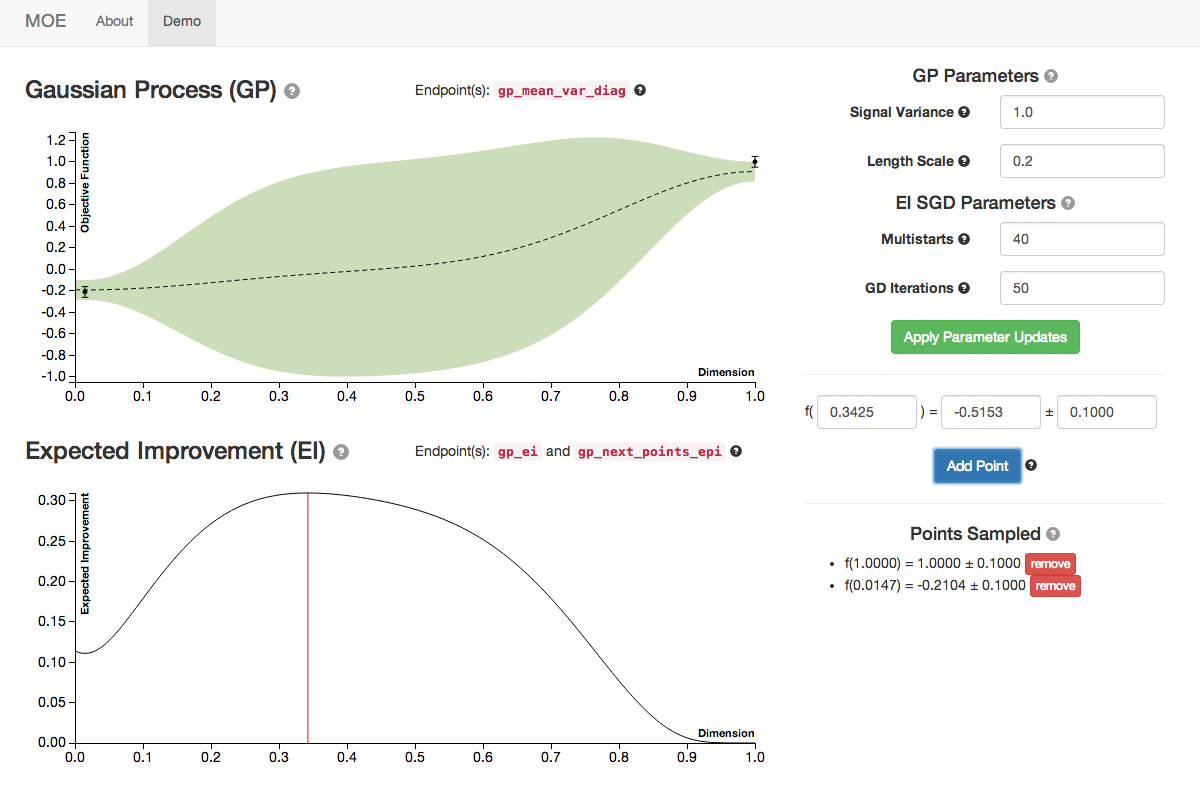 MOE About Demo
Gaussian Process (GP) ?
Endpoint(s): gp_mean_var_diag ?
1.2
1.0
0.8
0.6
0.4
0.2
0.0
-0.2
-0.4
-0.6
-0.8
-1.0
Objective Function
Dimension
0.0 0.1 0.2 0.3 0.4 0.5 0.6 0.7 0.8 0.9 1.0
Expected Improvement (EI) ?
Endpoint(s): gp_ei and gp_next_points_epi ?
0.30
0.25
0.20
0.15
0.10
0.05
0.00
Expected Improvement
Dimension
0.0 0.1 0.2 0.3 0.4 0.5 0.6 0.7 0.8 0.9 1.0
GP Parameters ?
Signal Variance ? 1.0
Length Scale ? 0.2
EI SGD Parameters ?
Multistarts ? 40
GD Iterations ? 50
Apply Parameter Updates
f( 0.3425 ) = -0.5153 ± 0.1000
Add Point ?
Points Sampled ?
• f(1.0000) = 1.0000 ± 0.1000 remove
• f(0.0147) = -0.2104 ± 0.1000 remove